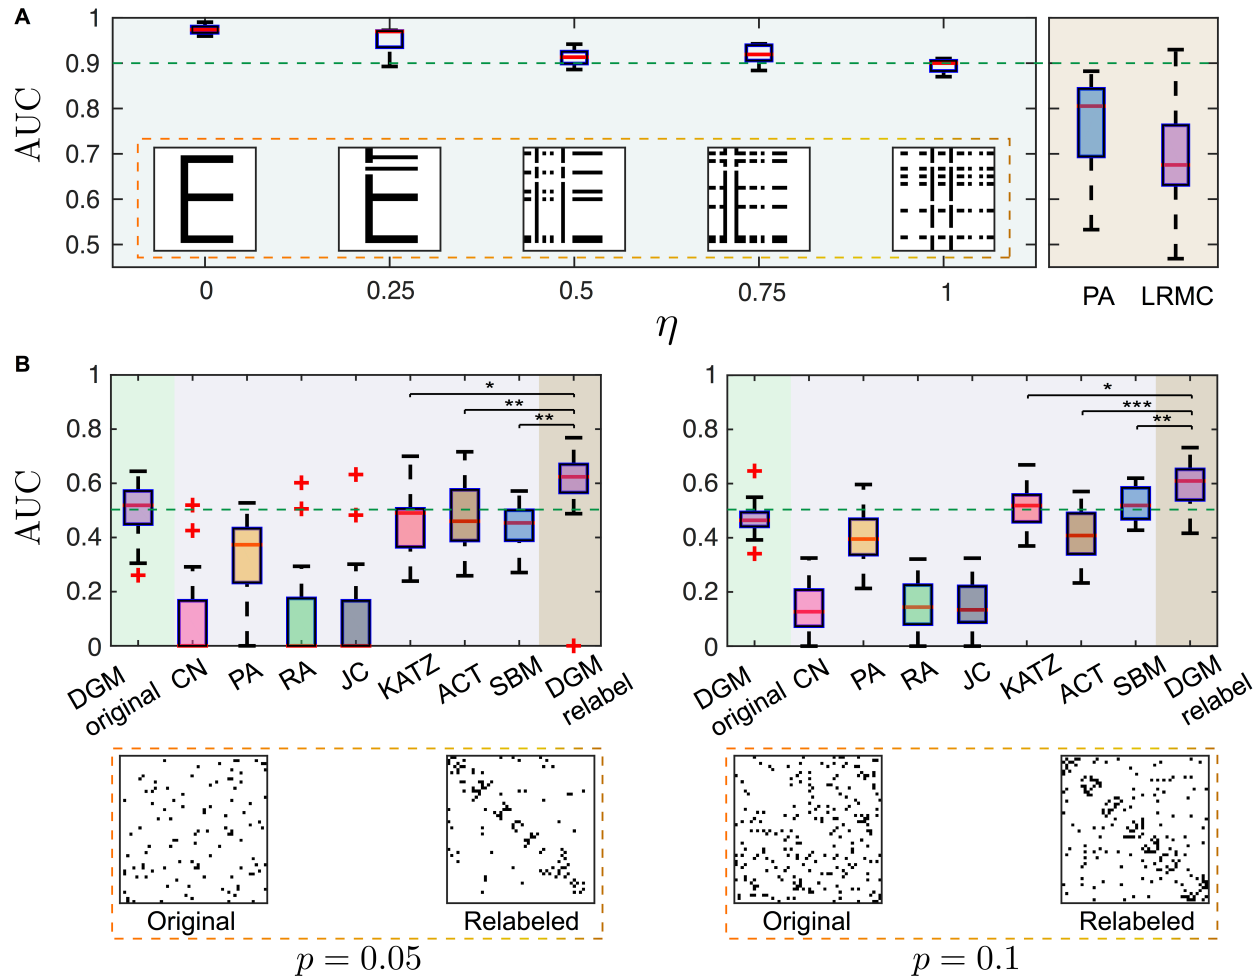 A
AUC
1
0.9
0.8
0.7
0.6
0.5
0 0.25 0.5 0.75 1
η
PA LRMC
B
AUC
1
0.8
0.6
0.4
0.2
0
* ** **
DGM original CN PA RA JC KATZ ACT SBM DGM relabel
Original Relabeled
p = 0.05
1
0.8
0.6
0.4
0.2
0
* *** **
DGM original CN PA RA JC KATZ ACT SBM DGM relabel
Original Relabeled
p = 0.1